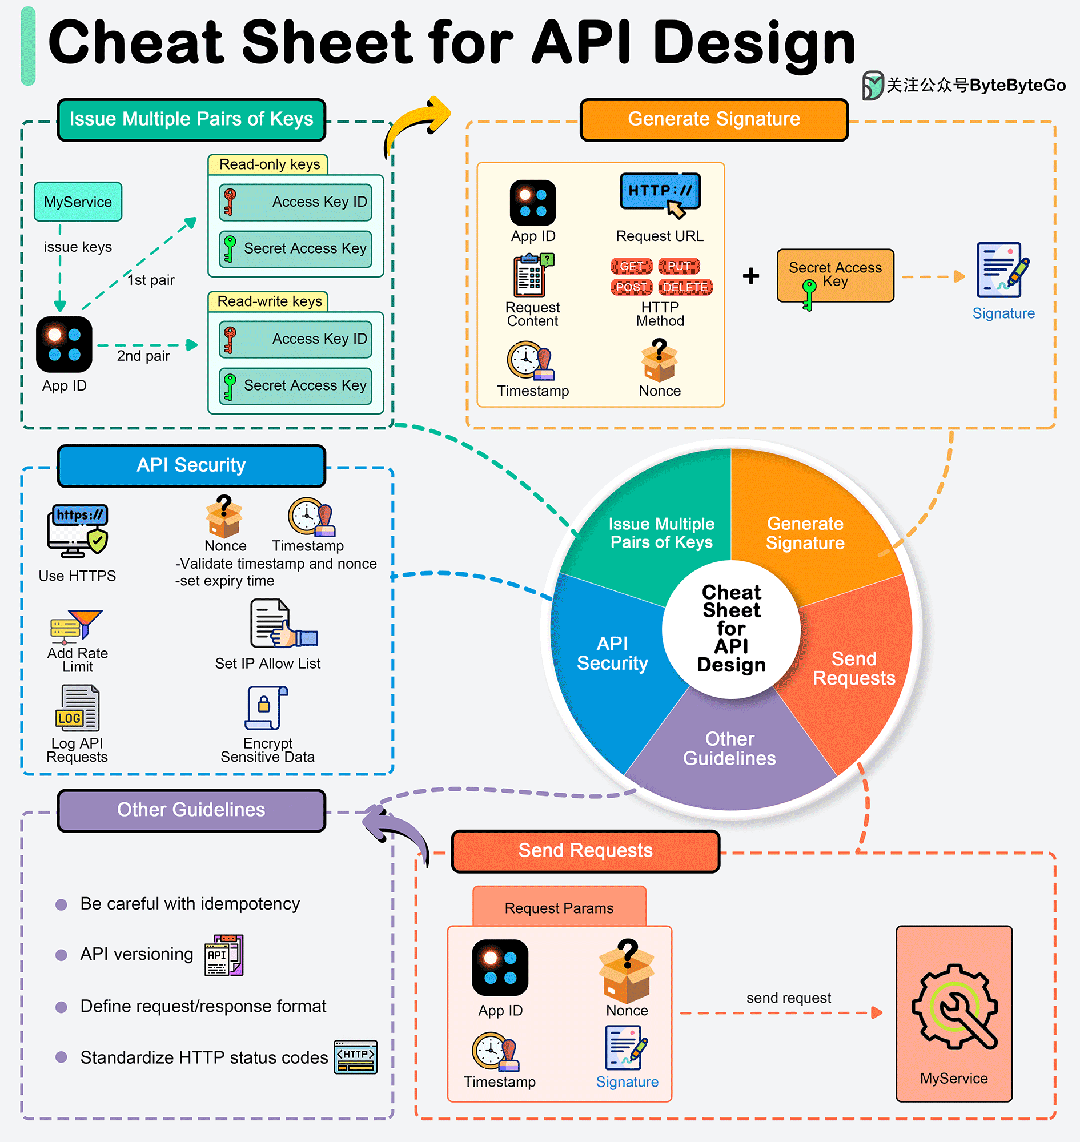 Cheat Sheet for API Design
关注公众号ByteByteGo
Issue Multiple Pairs of Keys
MyService
issue keys
1st pair
2nd pair
App ID
Read-only keys
Access Key ID
Secret Access Key
Read-write keys
Access Key ID
Secret Access Key
Generate Signature
App ID
HTTP://
Request URL
Request
Content
GET PUT
POST DELETE
HTTP
Method
Timestamp
Nonce
+
Secret Access
Key
Signature
API Security
https://
Use HTTPS
Nonce
Timestamp
-Validate timestamp and nonce
-set expiry time
Add Rate
Limit
Set IP Allow List
LOG
Log API
Requests
Encrypt
Sensitive Data
Issue Multiple
Pairs of Keys
Generate
Signature
API
Security
Send
Requests
Other
Guidelines
Cheat
Sheet
for
API
Design
Other Guidelines
Be careful with idempotency
API versioning
API
Define request/response format
Standardize HTTP status codes
<HTTP>
Send Requests
Request Params
App ID
Nonce
Timestamp
Signature
send request
MyService